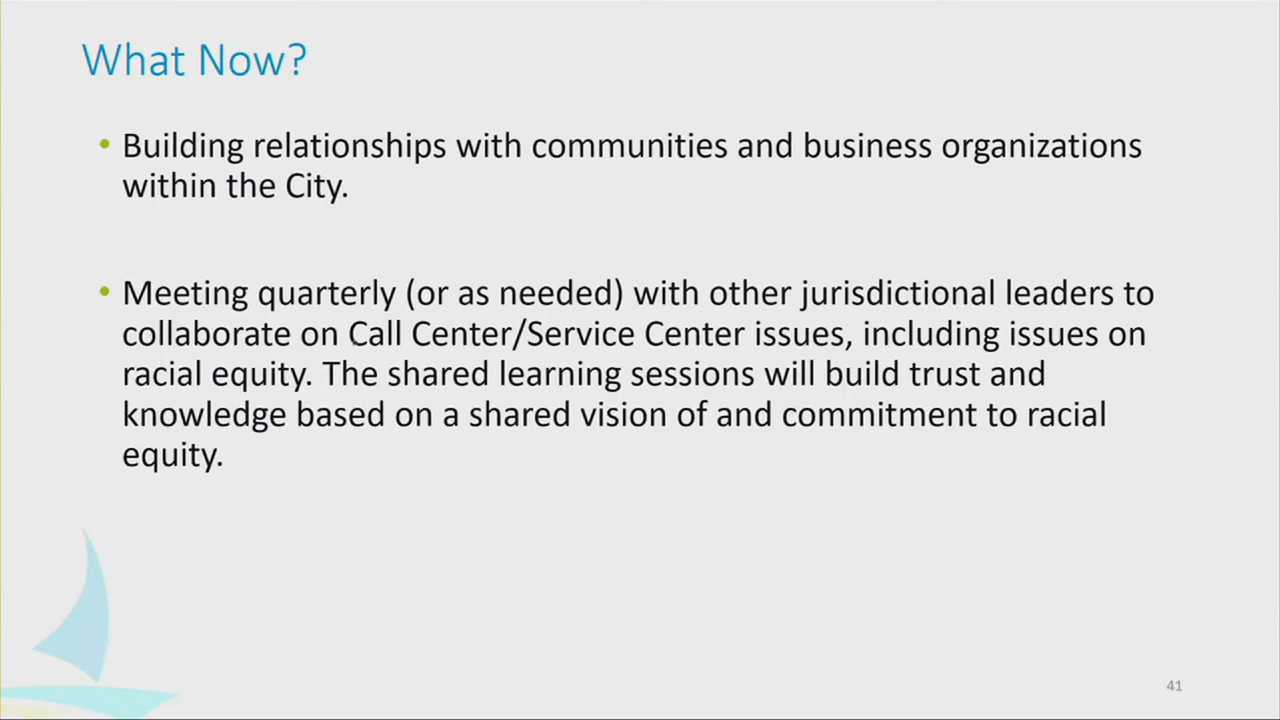 What Now?
• Building relationships with communities and business organizations
within the City.
• Meeting quarterly (or as needed) with other jurisdictional leaders to
collaborate on Call Center/Service Center issues, including issues on
racial equity. The shared learning sessions will build trust and
knowledge based on a shared vision of and commitment to racial
equity.
41